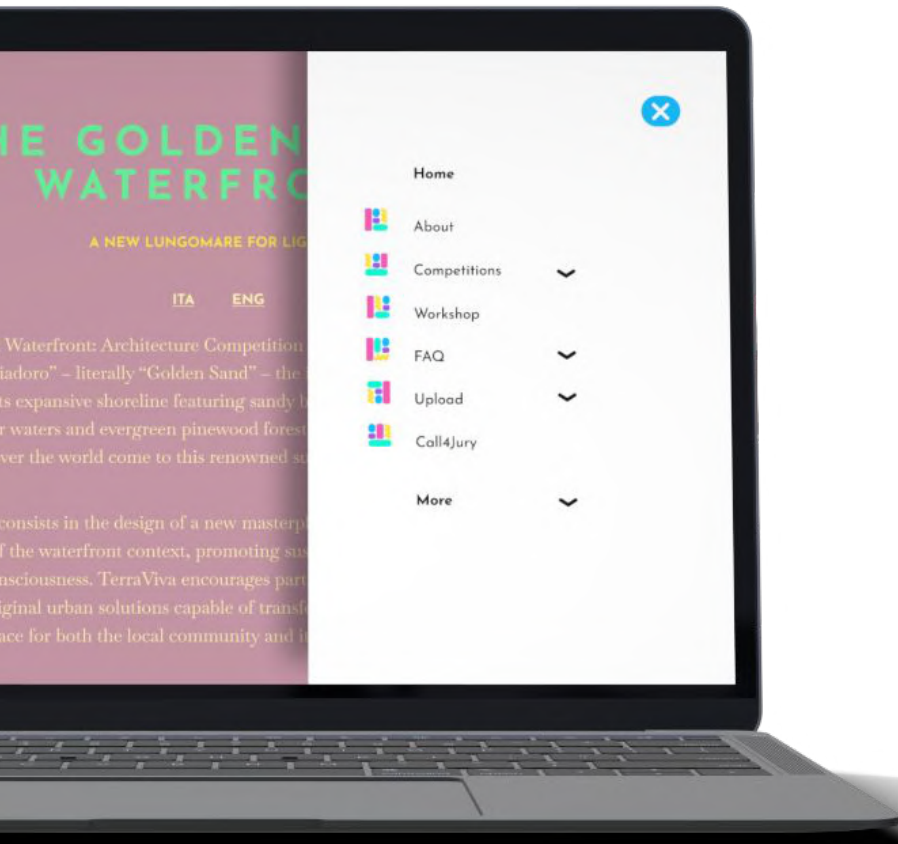 HE GOLDEN
WATERFRO
A NEW LUNGOMARE FOR LIG
ITA ENG
Waterfront: Architecture Competition
iadoro” – literally “Golden Sand” – the
ts expansive shoreline featuring sandy b
r waters and evergreen pinewood forest
ver the world come to this renowned su
consists in the design of a new masterpl
f the waterfront context, promoting sus
nsciousness. TerraViva encourages part
iginal urban solutions capable of transfo
ace for both the local community and it
Home
About
Competitions
Workshop
FAQ
Upload
Call4Jury
More